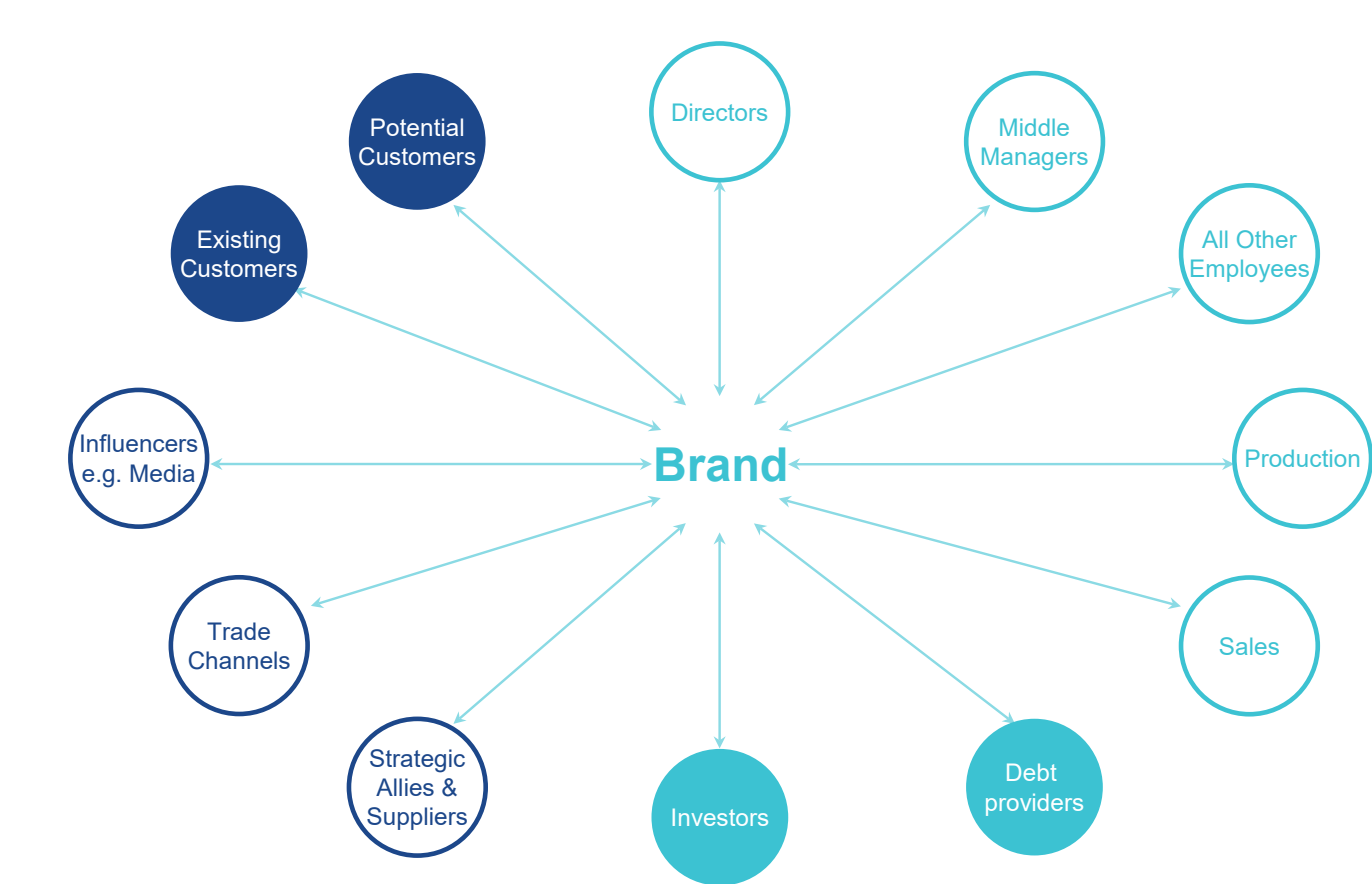 Directors
Potential
Customers
Middle
Managers
Existing
Customers
All Other
Employees
Influencers
e.g. Media
Brand
Production
Trade
Channels
Sales
Strategic
Allies &
Suppliers
Debt
providers
Investors